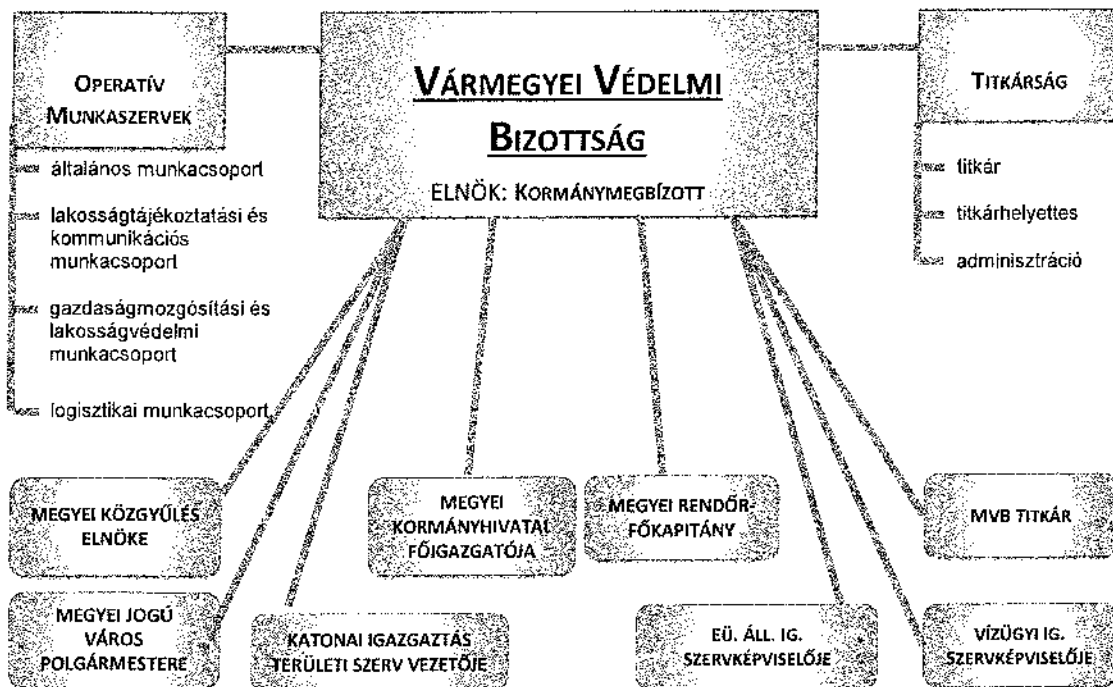 OPERATÍV
MUNKASZERVEK
általános munkacsoport
lakosságtájékoztatási és
kommunikációs
munkacsoport
gazdaságmozgósítási és
lakosságvédelmi
munkacsoport
logisztikai munkacsoport
VÁRMEGYEI VÉDELMI
BIZOTTSÁG
ELNÖK: KORMÁNYMEGBÍZOTT
TITKÁRSÁG
titkár
titkárhelyettes
adminisztráció
MEGYEI KÖZGYŰLÉS
ELNÖKE
MEGYEI
KORMÁNYHIVATAL
FŐIGAZGATÓJA
MEGYEI RENDŐR-
FŐKAPITÁNY
MVB TITKÁR
MEGYEI JOGÚ
VÁROS
POLGÁRMESTERE
KATONAI IGAZGAZTÁS
TERÜLETI SZERV VEZETŐJE
EÜ. ÁLL. IG.
SZERVKÉPVISELŐJE
VÍZÜGYI IG.
SZERVKÉPVISELŐJE